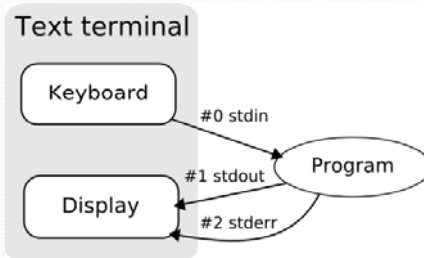 Text terminal
Keyboard
#0 stdin
Program
#1 stdout
Display
#2 stderr